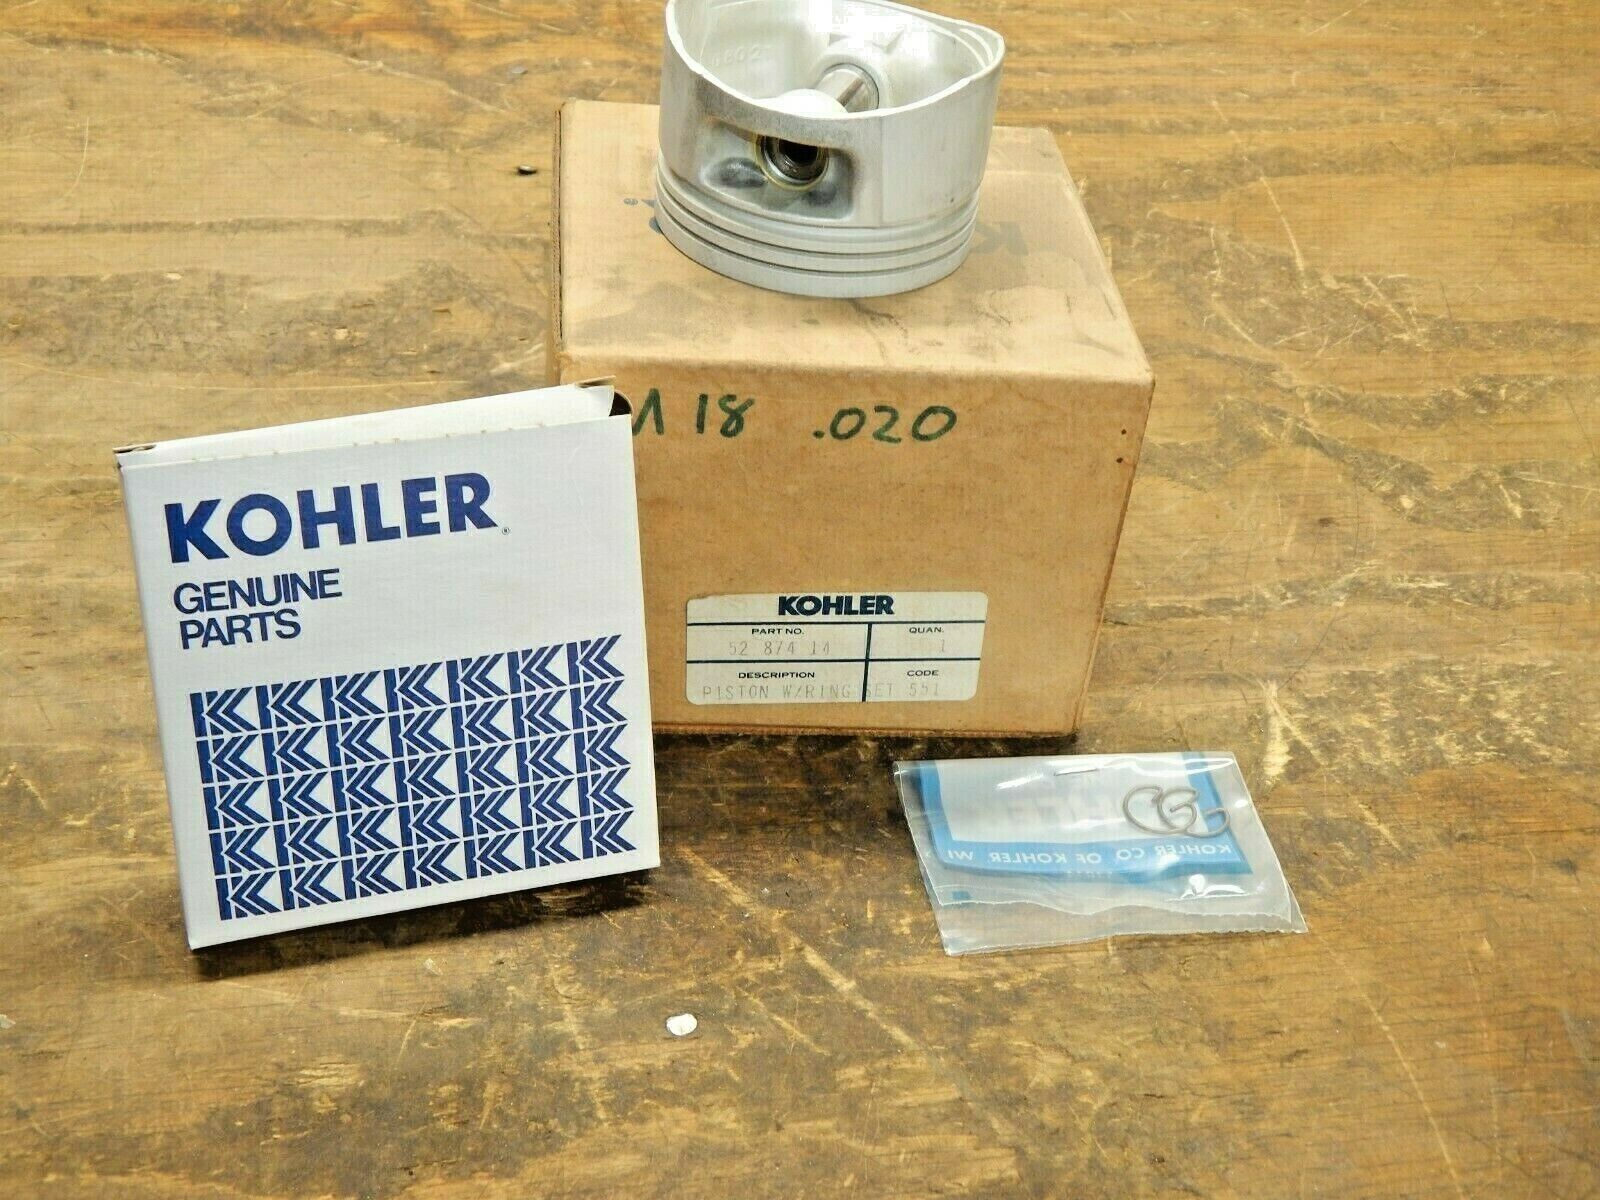 M 18 .020
KOHLER
GENUINE
PARTS
KOHLER
PART NO. QUAN.
52 874 14 1
DESCRIPTION CODE
PISTON W/RING SET 551
KOHLER CO. OF KOHLER, WI